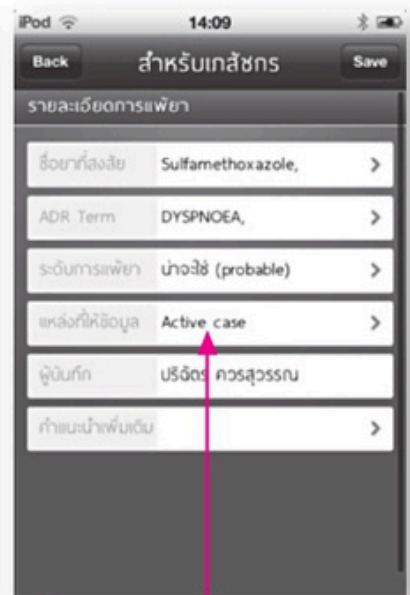 iPod 14:09
Back สำหรับเภสัชกร Save
รายละเอียดการแพ้ยา
ชื่อยาที่สงสัย Sulfamethoxazole,
ADR Term DYSPNOEA,
ระดับการแพ้ยา น่าจะใช่ (probable)
แหล่งที่ให้ข้อมูล Active case
ผู้บันทึก ปริฉัตร ควรสุวรรณ
คำแนะนำเพิ่มเติม